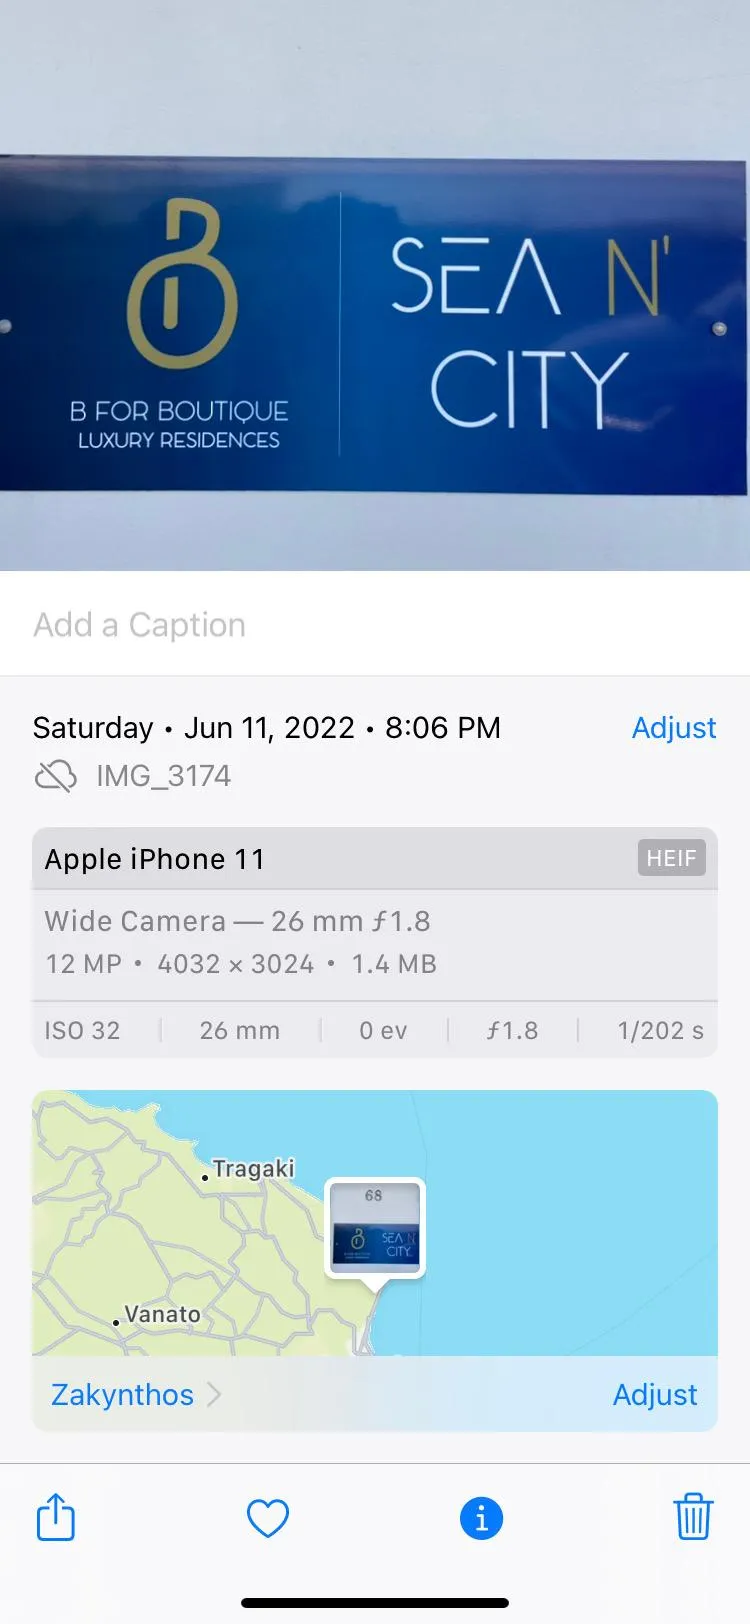 B FOR BOUTIQUE
LUXURY RESIDENCES
SEA N'
CITY
Add a Caption
Saturday • Jun 11, 2022 • 8:06 PM
Adjust
IMG_3174
Apple iPhone 11
HEIF
Wide Camera — 26 mm ƒ1.8
12 MP • 4032 × 3024 • 1.4 MB
ISO 32
26 mm
0 ev
ƒ1.8
1/202 s
Tragaki
68
SEA N
CITY
Vanato
Zakynthos
Adjust